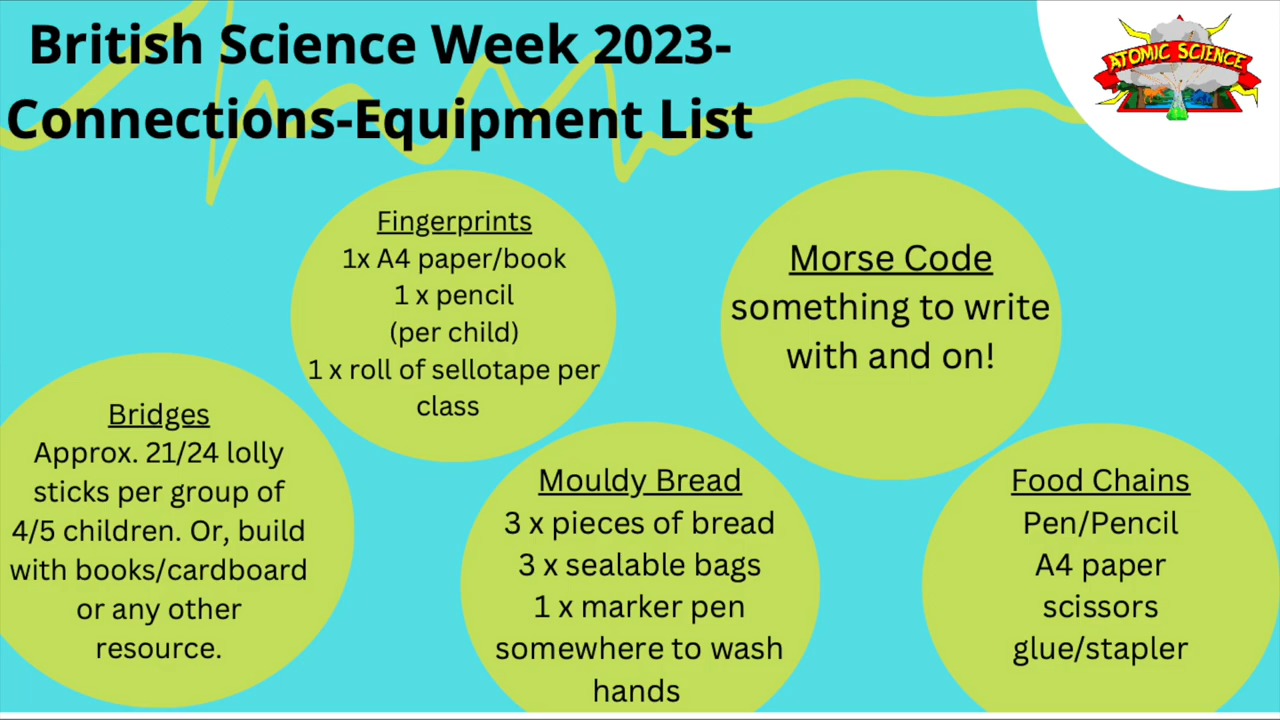 British Science Week 2023-
Connections-Equipment List
ATOMIC SCIENCE
Fingerprints
1x A4 paper/book
1 x pencil
(per child)
1 x roll of sellotape per
class
Morse Code
something to write
with and on!
Bridges
Approx. 21/24 lolly
sticks per group of
4/5 children. Or, build
with books/cardboard
or any other
resource.
Mouldy Bread
3 x pieces of bread
3 x sealable bags
1 x marker pen
somewhere to wash
hands
Food Chains
Pen/Pencil
A4 paper
scissors
glue/stapler